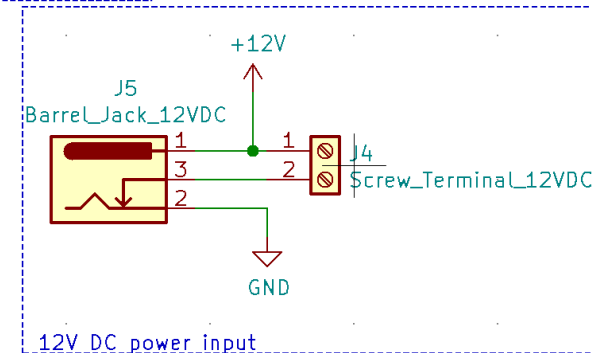 +12V
J5
Barrel_Jack_12VDC
1
3
2
1
2
J4
Screw_Terminal_12VDC
GND
12V DC power input